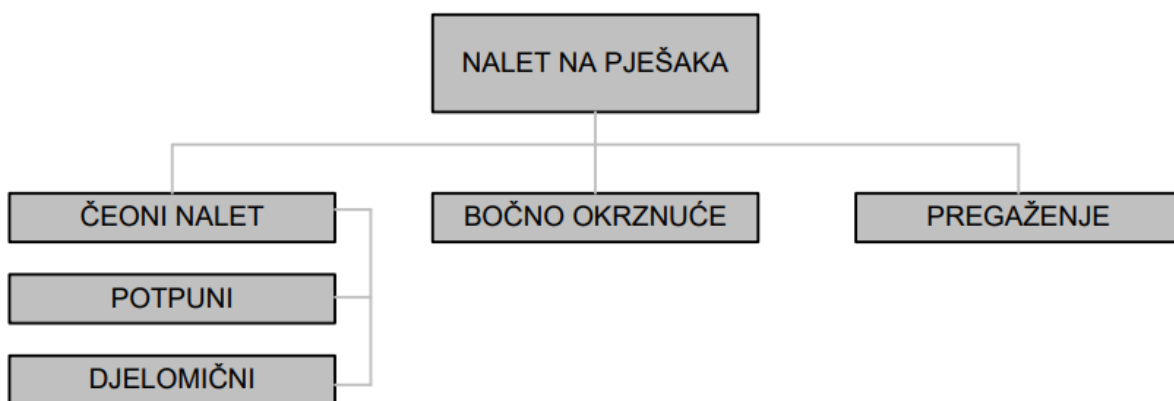 NALET NA PJEŠAKA
ČEONI NALET
BOČNO OKRZNUĆE
PREGAŽENJE
POTPUNI
DJELOMIČNI